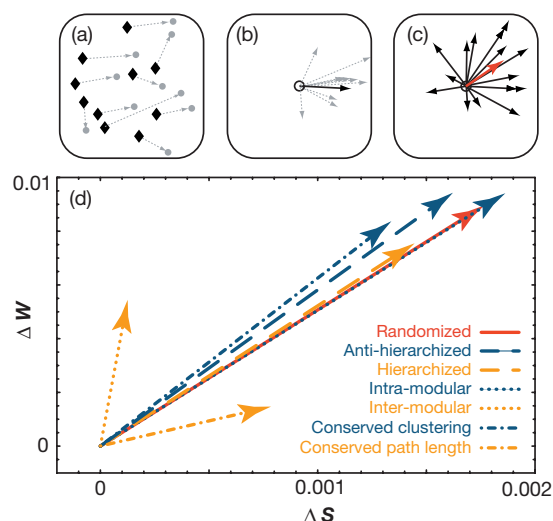 (a)
(b)
(c)
(d)
0.01
ΔW
0
Randomized
Anti-hierarchized
Hierarchized
Intra-modular
Inter-modular
Conserved clustering
Conserved path length
0
0.001
0.002
ΔS